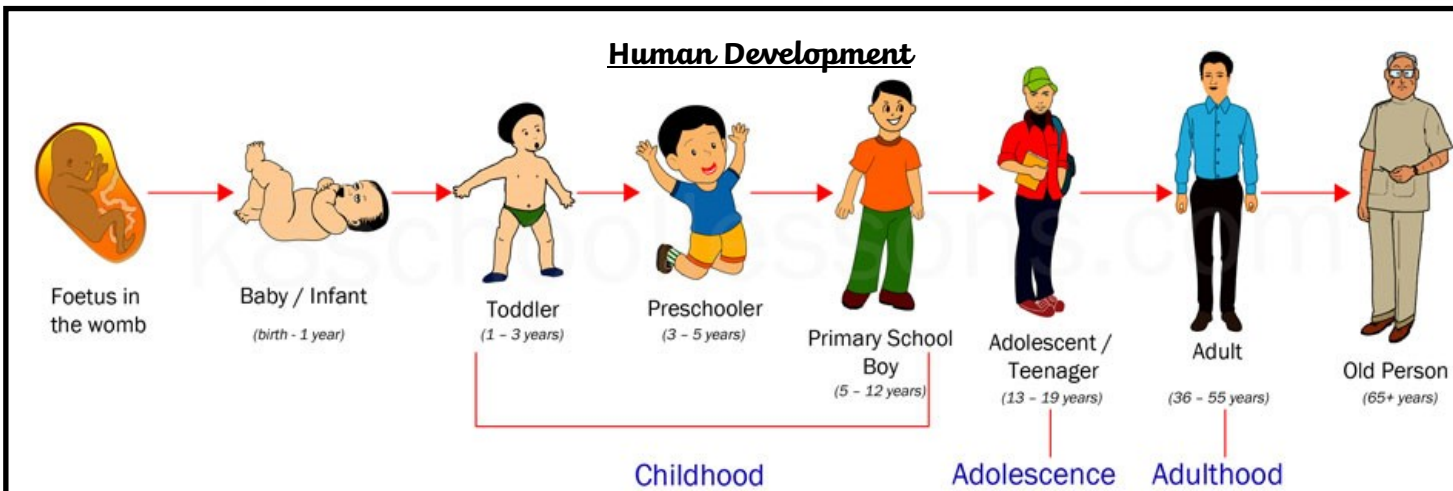 Human Development
Foetus in
the womb
Baby / Infant
(birth - 1 year)
Toddler
(1 – 3 years)
Preschooler
(3 – 5 years)
Primary School
Boy
(5 – 12 years)
Adolescent /
Teenager
(13 – 19 years)
Adult
(36 – 55 years)
Old Person
(65+ years)
Childhood
Adolescence
Adulthood